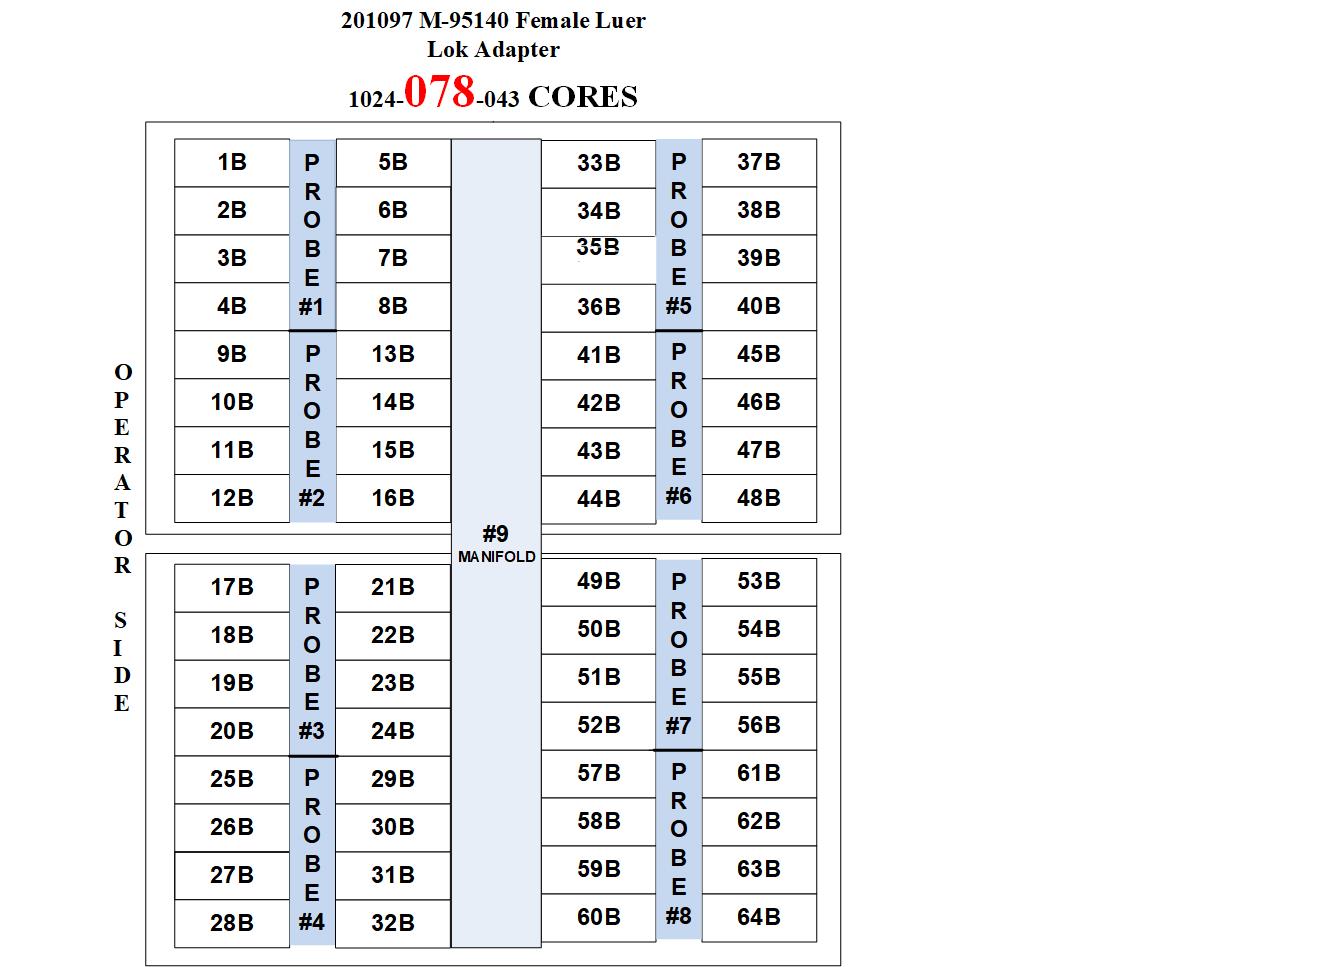 201097 M-95140 Female Luer
Lok Adapter
1024-078-043 CORES
OPERATOR SIDE
1B PROBE #1 5B
2B 6B
3B 7B
4B 8B
9B PROBE #2 13B
10B 14B
11B 15B
12B 16B
17B PROBE #3 21B
18B 22B
19B 23B
20B 24B
25B PROBE #4 29B
26B 30B
27B 31B
28B 32B
#9
MANIFOLD
33B PROBE #5 37B
34B 38B
35B 39B
36B 40B
41B PROBE #6 45B
42B 46B
43B 47B
44B 48B
49B PROBE #7 53B
50B 54B
51B 55B
52B 56B
57B PROBE #8 61B
58B 62B
59B 63B
60B 64B